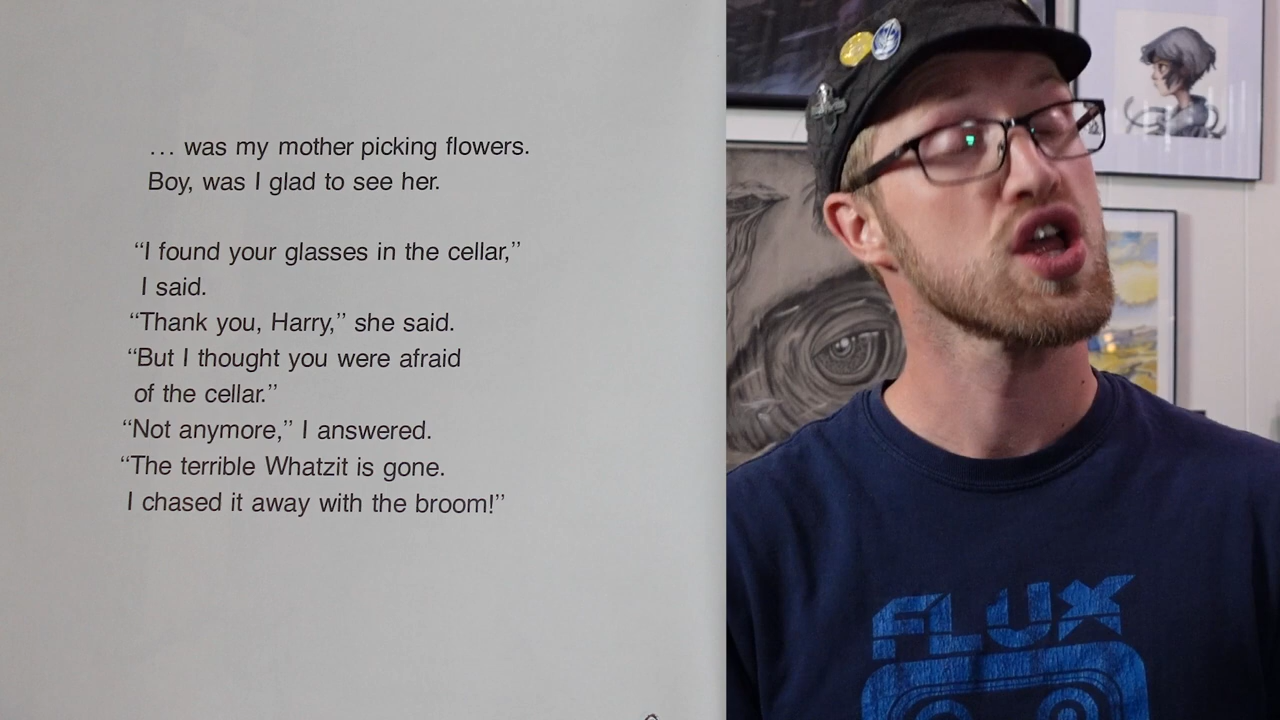 ... was my mother picking flowers.
Boy, was I glad to see her.
“I found your glasses in the cellar,”
I said.
“Thank you, Harry,” she said.
“But I thought you were afraid
of the cellar.”
“Not anymore,” I answered.
“The terrible Whatzit is gone.
I chased it away with the broom!”
FLUX